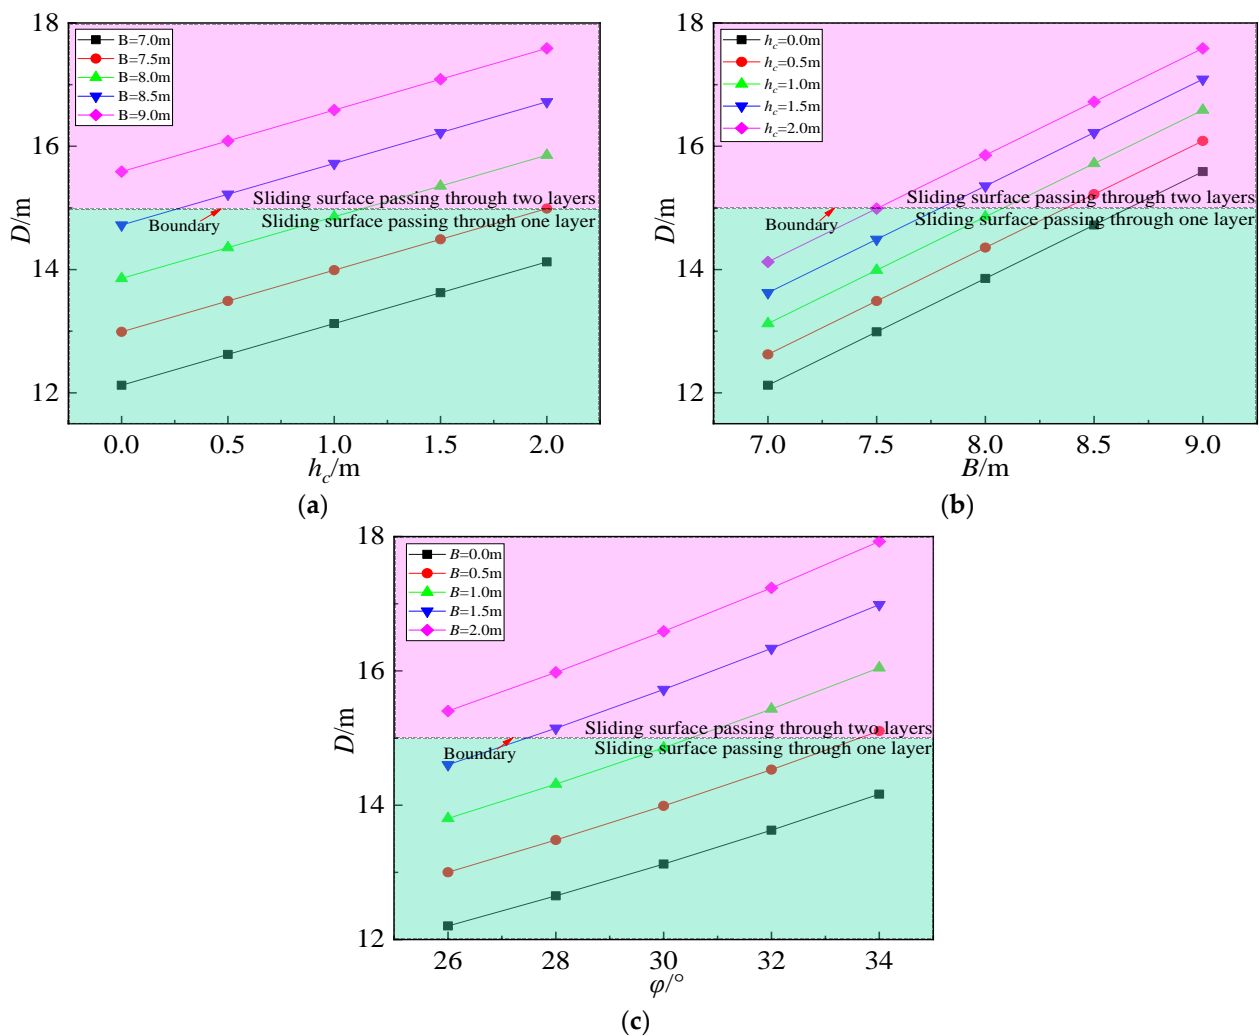 18
16
14
12
D/m
B=7.0m
B=7.5m
B=8.0m
B=8.5m
B=9.0m
Sliding surface passing through two layers
Sliding surface passing through one layer
Boundary
0.0 0.5 1.0 1.5 2.0
h_c/m
(a)
18
16
14
12
D/m
h_c=0.0m
h_c=0.5m
h_c=1.0m
h_c=1.5m
h_c=2.0m
Sliding surface passing through two layers
Sliding surface passing through one layer
Boundary
7.0 7.5 8.0 8.5 9.0
B/m
(b)
18
16
14
12
D/m
B=0.0m
B=0.5m
B=1.0m
B=1.5m
B=2.0m
Sliding surface passing through two layers
Sliding surface passing through one layer
Boundary
26 28 30 32 34
φ/°
(c)